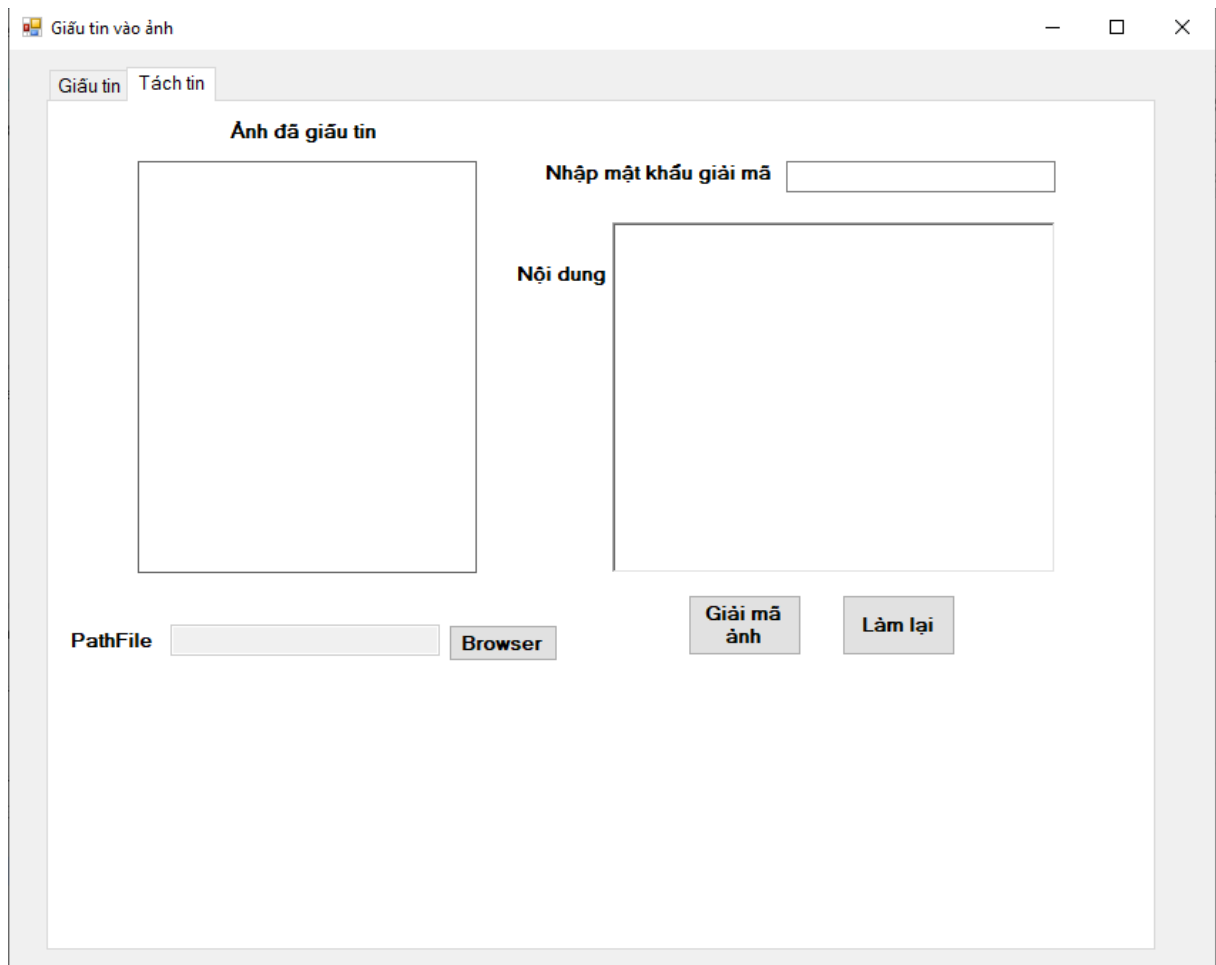 Giấu tin vào ảnh
Giấu tin
Tách tin
Ảnh đã giấu tin
Nhập mật khẩu giải mã
Nội dung
PathFile
Browser
Giải mã
ảnh
Làm lại